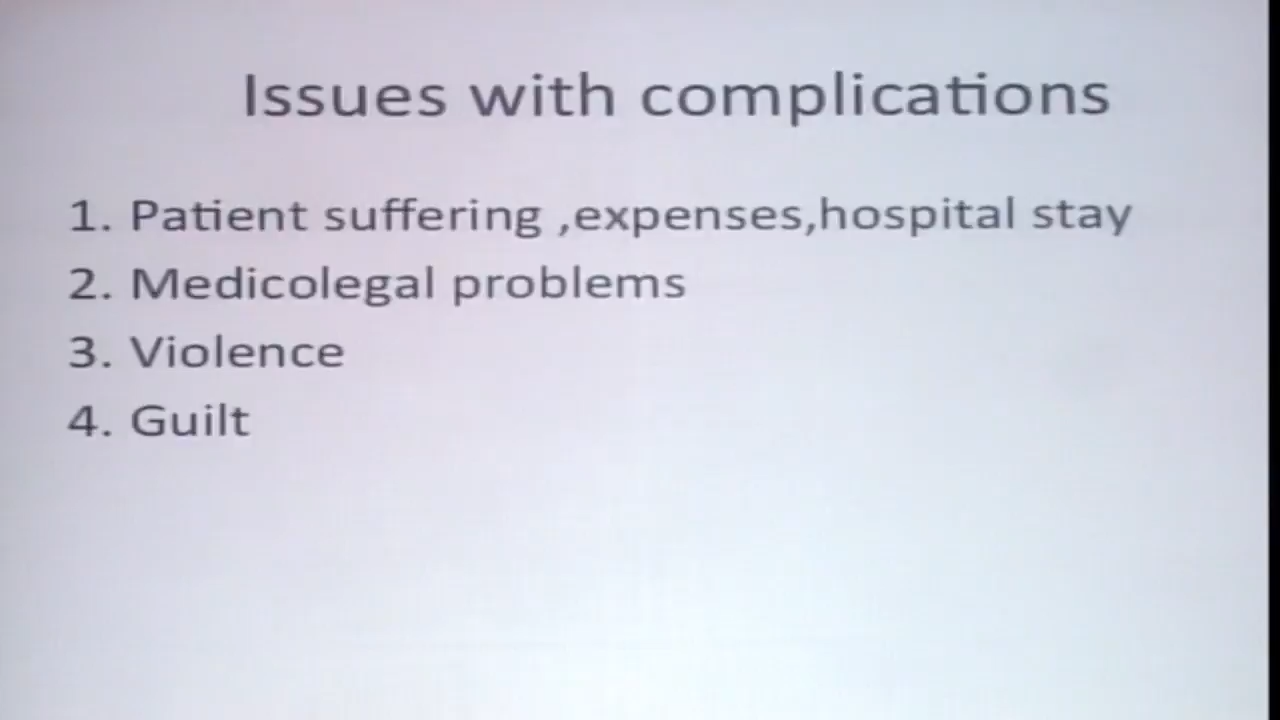 Issues with complications
1. Patient suffering ,expenses,hospital stay
2. Medicolegal problems
3. Violence
4. Guilt